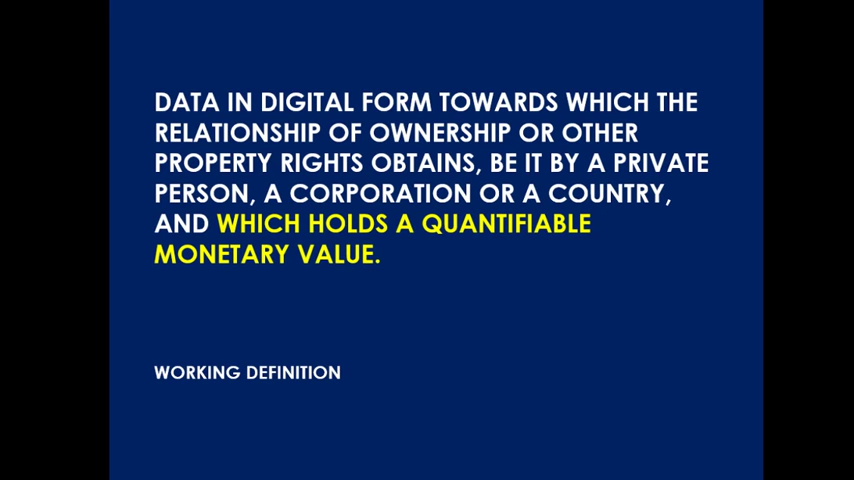 DATA IN DIGITAL FORM TOWARDS WHICH THE
RELATIONSHIP OF OWNERSHIP OR OTHER
PROPERTY RIGHTS OBTAINS, BE IT BY A PRIVATE
PERSON, A CORPORATION OR A COUNTRY,
AND WHICH HOLDS A QUANTIFIABLE
MONETARY VALUE.
WORKING DEFINITION